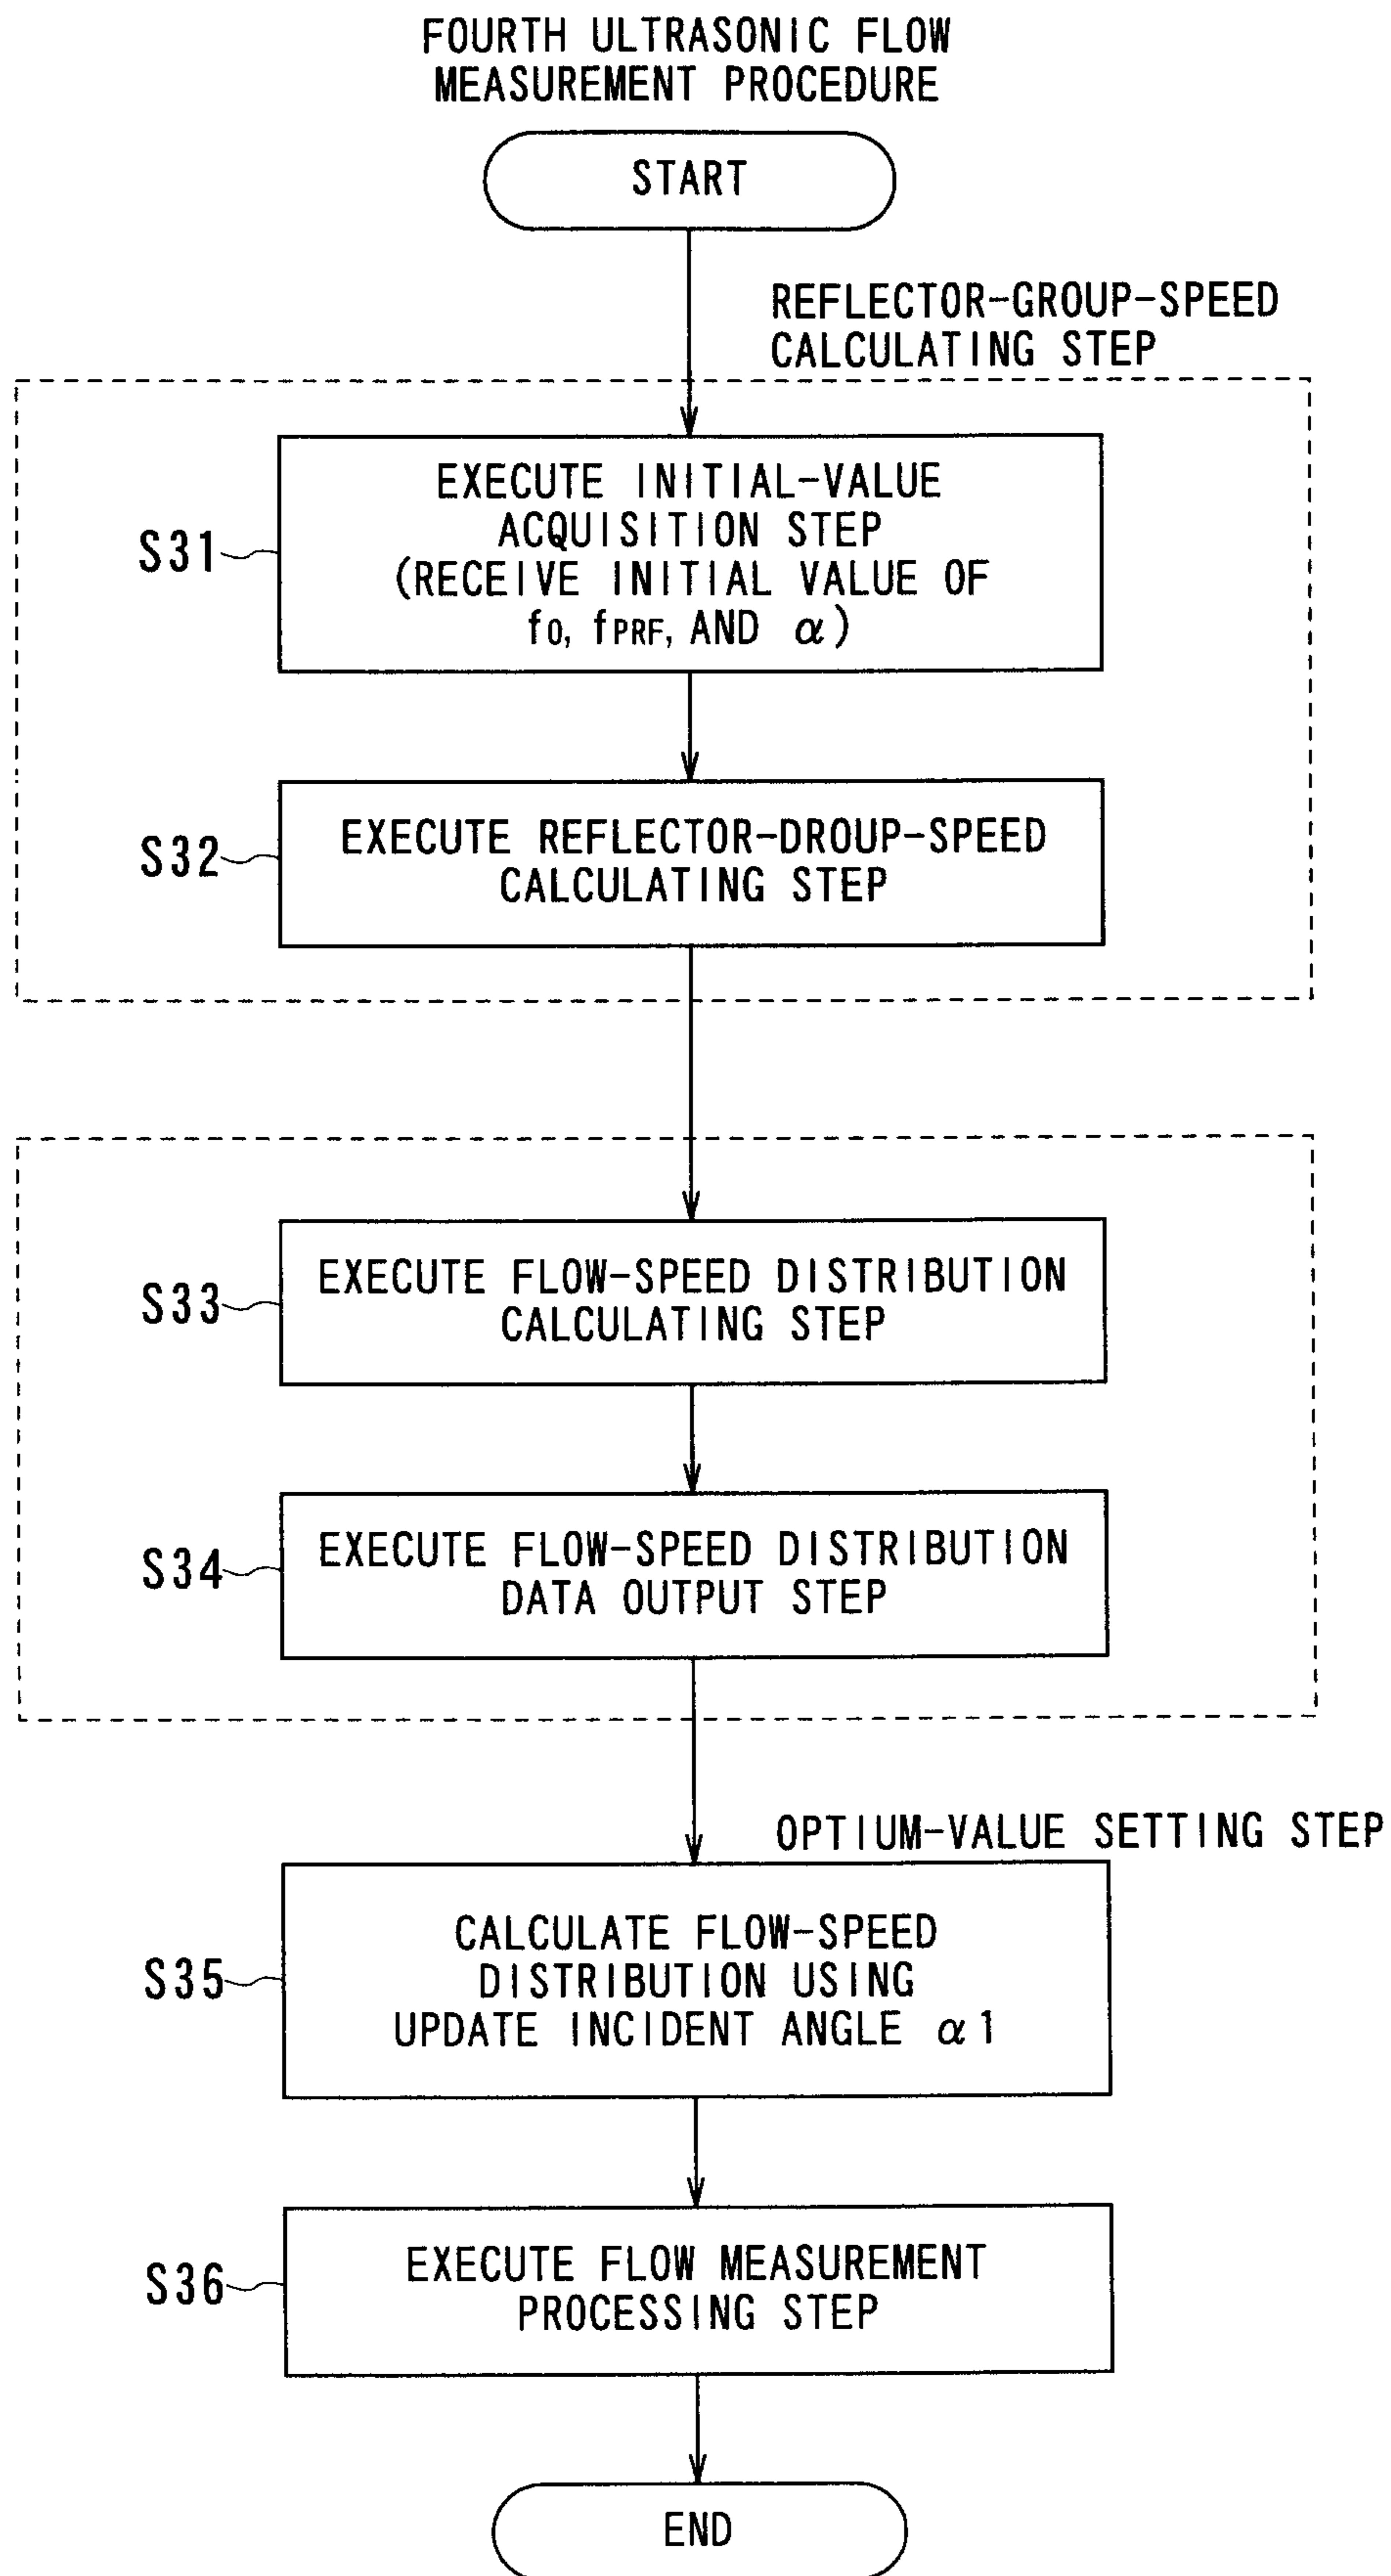 FOURTH ULTRASONIC FLOW
MEASUREMENT PROCEDURE
START
REFLECTOR-GROUP-SPEED
CALCULATING STEP
S31
EXECUTE INITIAL-VALUE
ACQUISITION STEP
(RECEIVE INITIAL VALUE OF
f0, fPRF, AND α)
S32
EXECUTE REFLECTOR-DROUP-SPEED
CALCULATING STEP
S33
EXECUTE FLOW-SPEED DISTRIBUTION
CALCULATING STEP
S34
EXECUTE FLOW-SPEED DISTRIBUTION
DATA OUTPUT STEP
OPTIUM-VALUE SETTING STEP
S35
CALCULATE FLOW-SPEED
DISTRIBUTION USING
UPDATE INCIDENT ANGLE α1
S36
EXECUTE FLOW MEASUREMENT
PROCESSING STEP
END